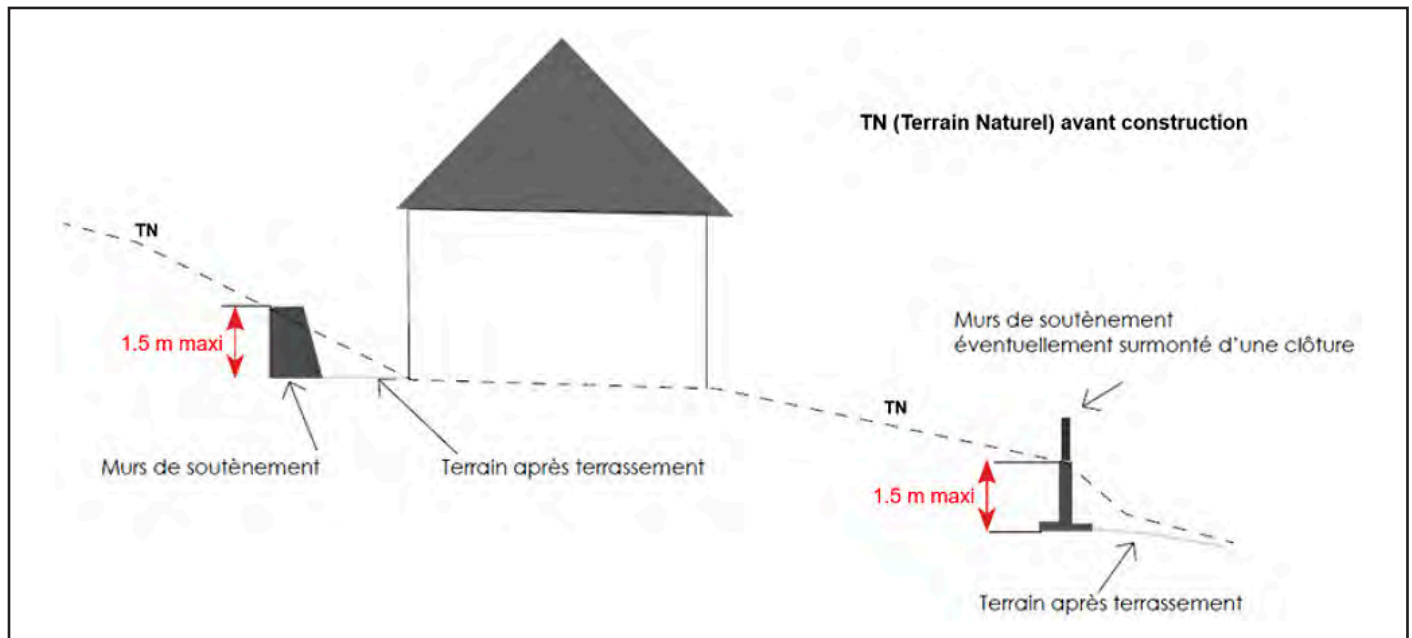 TN (Terrain Naturel) avant construction
TN
1.5 m maxi
Murs de soutènement
Terrain après terrassement
Murs de soutènement
éventuellement surmonté d'une clôture
TN
1.5 m maxi
Terrain après terrassement